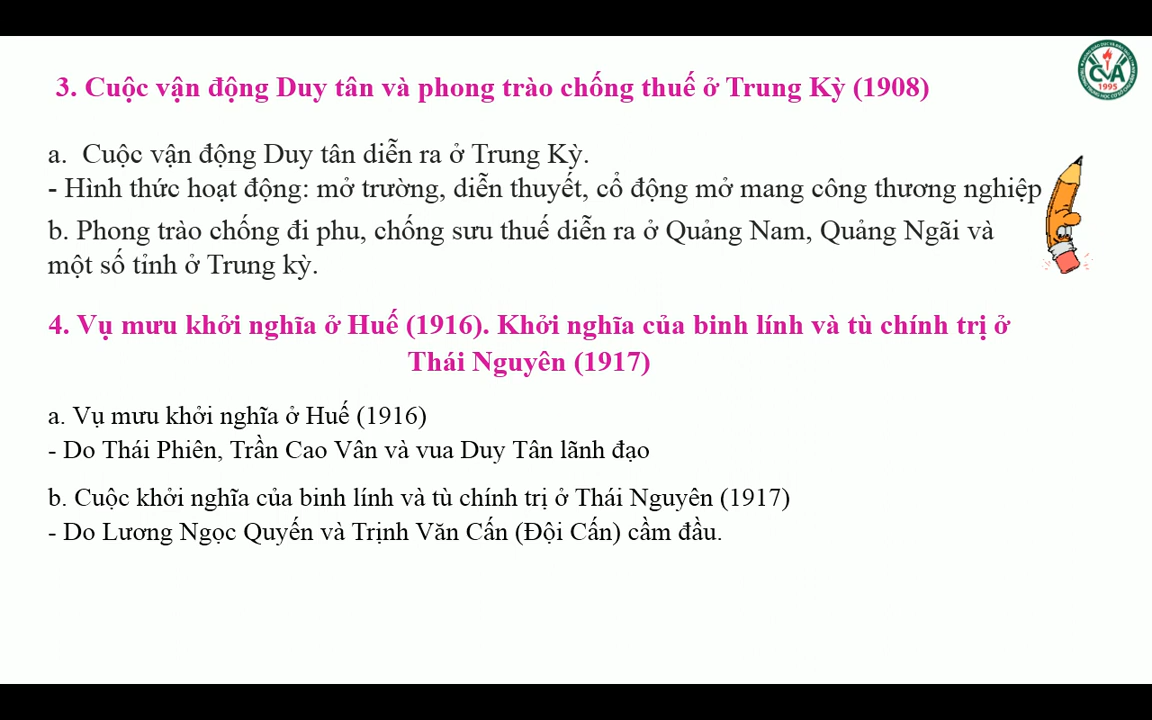 3. Cuộc vận động Duy tân và phong trào chống thuế ở Trung Kỳ (1908)
CVA
1995
a. Cuộc vận động Duy tân diễn ra ở Trung Kỳ.
- Hình thức hoạt động: mở trường, diễn thuyết, cổ động mở mang công thương nghiệp
b. Phong trào chống đi phu, chống sưu thuế diễn ra ở Quảng Nam, Quảng Ngãi và
một số tỉnh ở Trung kỳ.
4. Vụ mưu khởi nghĩa ở Huế (1916). Khởi nghĩa của binh lính và tù chính trị ở
Thái Nguyên (1917)
a. Vụ mưu khởi nghĩa ở Huế (1916)
- Do Thái Phiên, Trần Cao Vân và vua Duy Tân lãnh đạo
b. Cuộc khởi nghĩa của binh lính và tù chính trị ở Thái Nguyên (1917)
- Do Lương Ngọc Quyến và Trịnh Văn Cấn (Đội Cấn) cầm đầu.